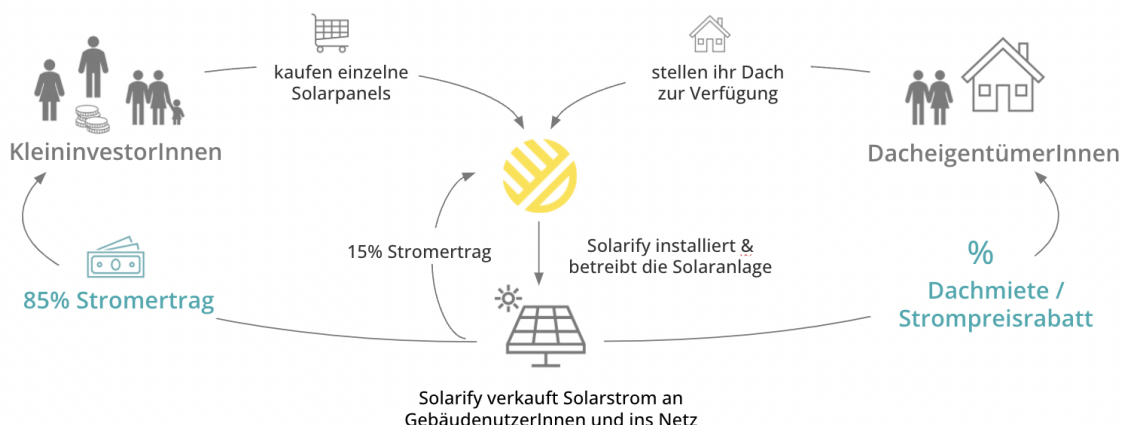 kaufen einzelne
Solarpanels
stellen ihr Dach
zur Verfügung
KleininvestorInnen
DacheigentümerInnen
15% Stromertrag
Solarify installiert &
betreibt die Solaranlage
85% Stromertrag
%
Dachmiete /
Strompreisrabatt
Solarify verkauft Solarstrom an
GebäudenutzerInnen und ins Netz